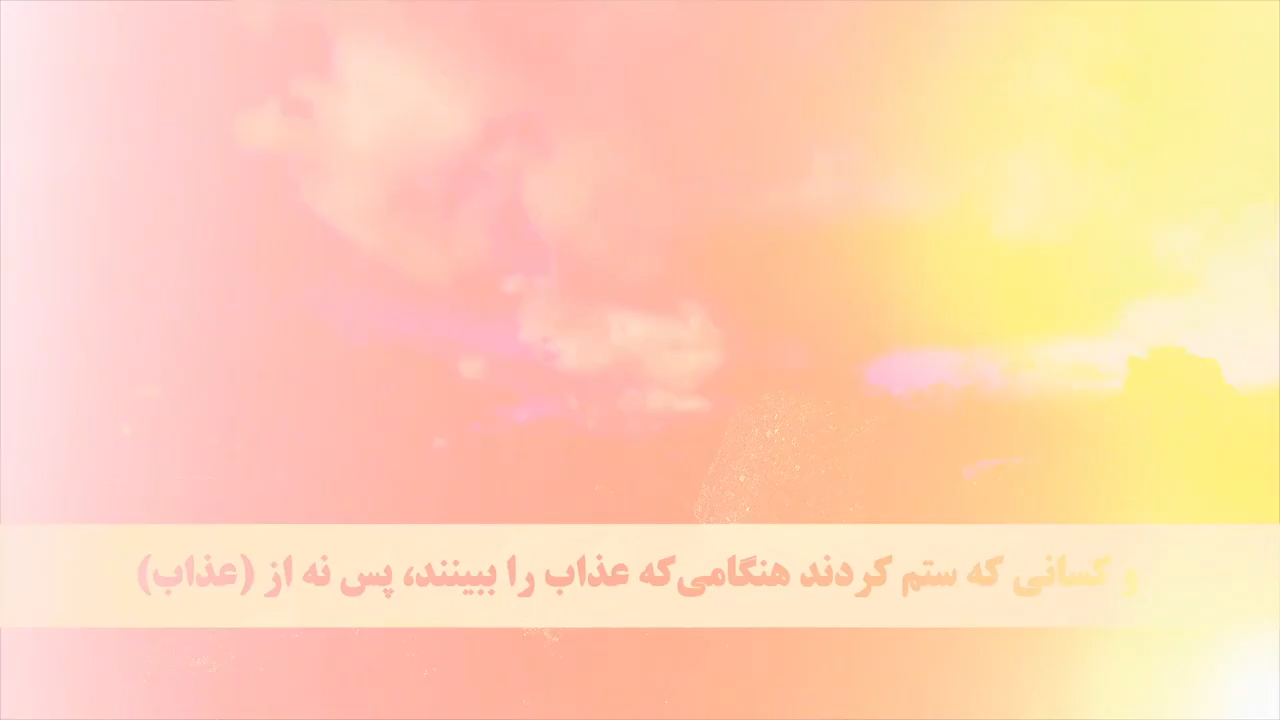 و کسانی که ستم کردند هنگامی‌که عذاب را ببینند، پس نه از (عذاب)